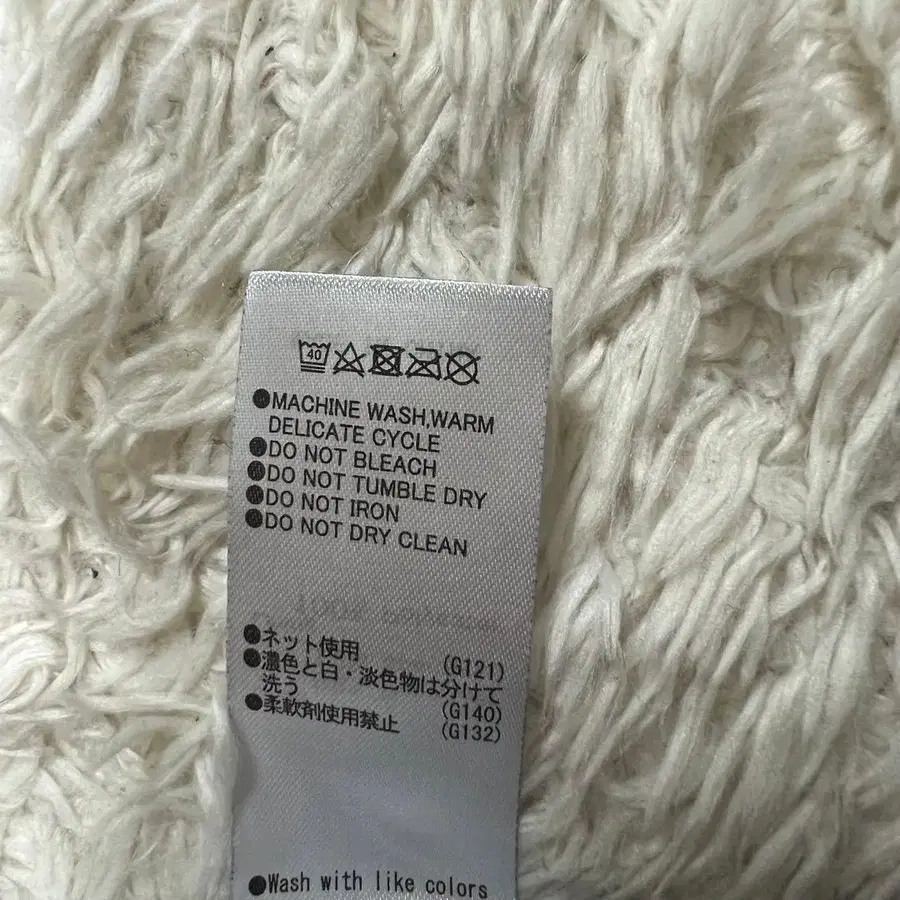 40
●MACHINE WASH,WARM
DELICATE CYCLE
●DO NOT BLEACH
●DO NOT TUMBLE DRY
●DO NOT IRON
●DO NOT DRY CLEAN
●ネット使用 (G121)
●濃色と白・淡色物は分けて
洗う (G140)
●柔軟剤使用禁止 (G132)
●Wash with like colors